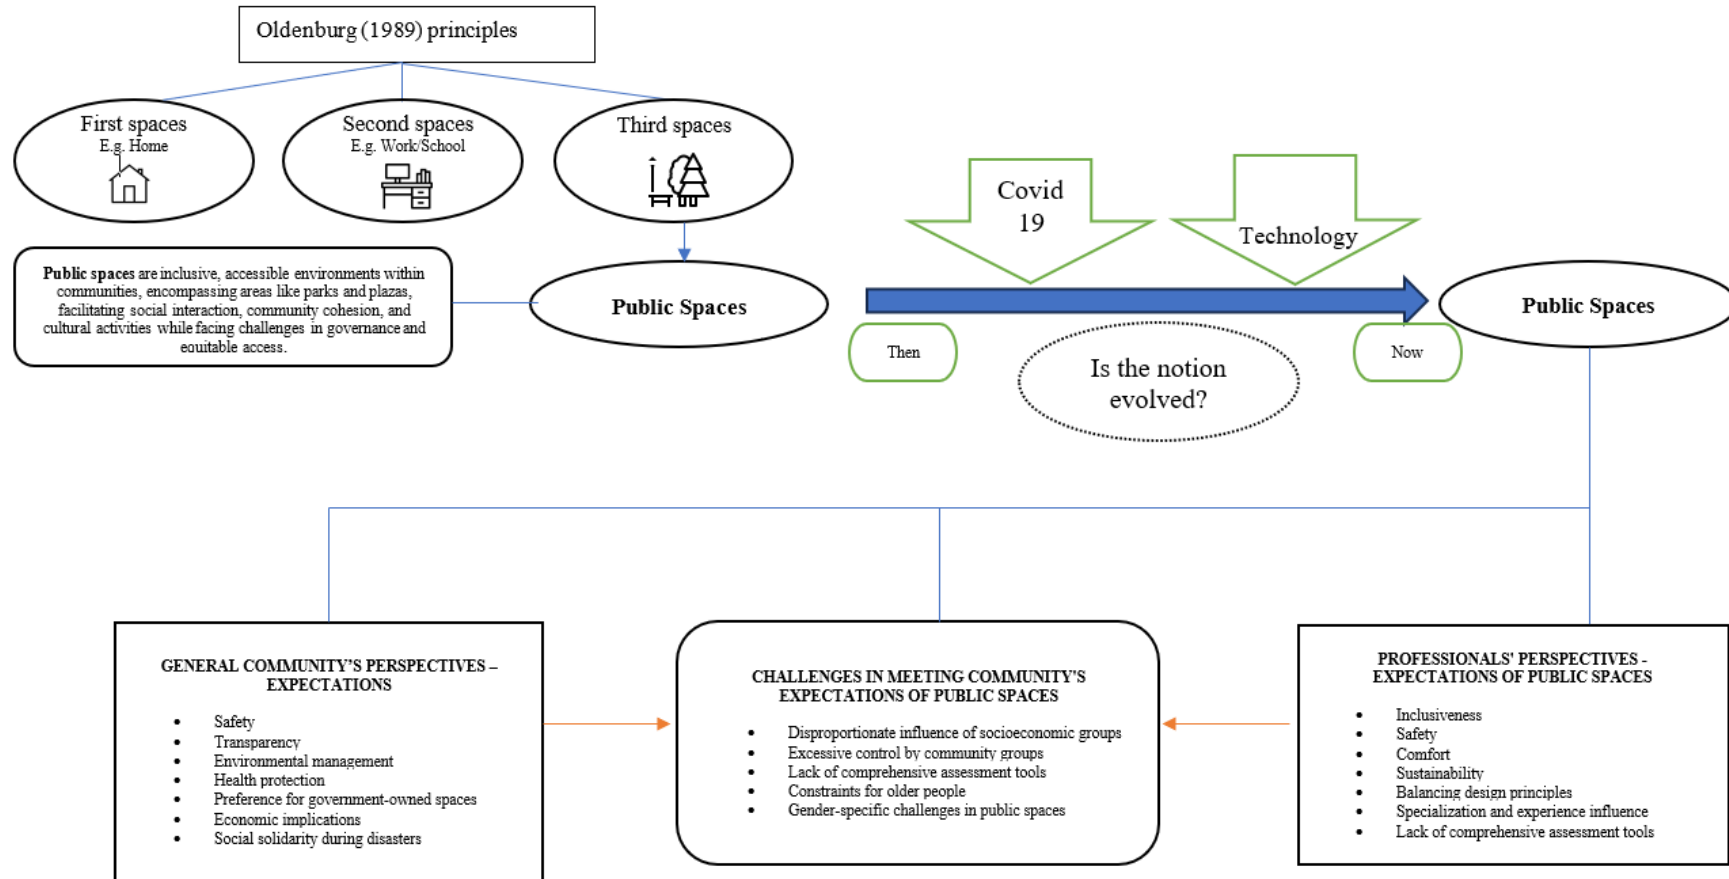 Oldenburg (1989) principles
First spaces
E.g. Home
Second spaces
E.g. Work/School
Third spaces
Covid
19
Technology
Public spaces are inclusive, accessible environments within
communities, encompassing areas like parks and plazas,
facilitating social interaction, community cohesion, and
cultural activities while facing challenges in governance and
equitable access.
Public Spaces
Public Spaces
Then
Now
Is the notion
evolved?
GENERAL COMMUNITY'S PERSPECTIVES –
EXPECTATIONS
• Safety
• Transparency
• Environmental management
• Health protection
• Preference for government-owned spaces
• Economic implications
• Social solidarity during disasters
CHALLENGES IN MEETING COMMUNITY'S
EXPECTATIONS OF PUBLIC SPACES
• Disproportionate influence of socioeconomic groups
• Excessive control by community groups
• Lack of comprehensive assessment tools
• Constraints for older people
• Gender-specific challenges in public spaces
PROFESSIONALS' PERSPECTIVES -
EXPECTATIONS OF PUBLIC SPACES
• Inclusiveness
• Safety
• Comfort
• Sustainability
• Balancing design principles
• Specialization and experience influence
• Lack of comprehensive assessment tools